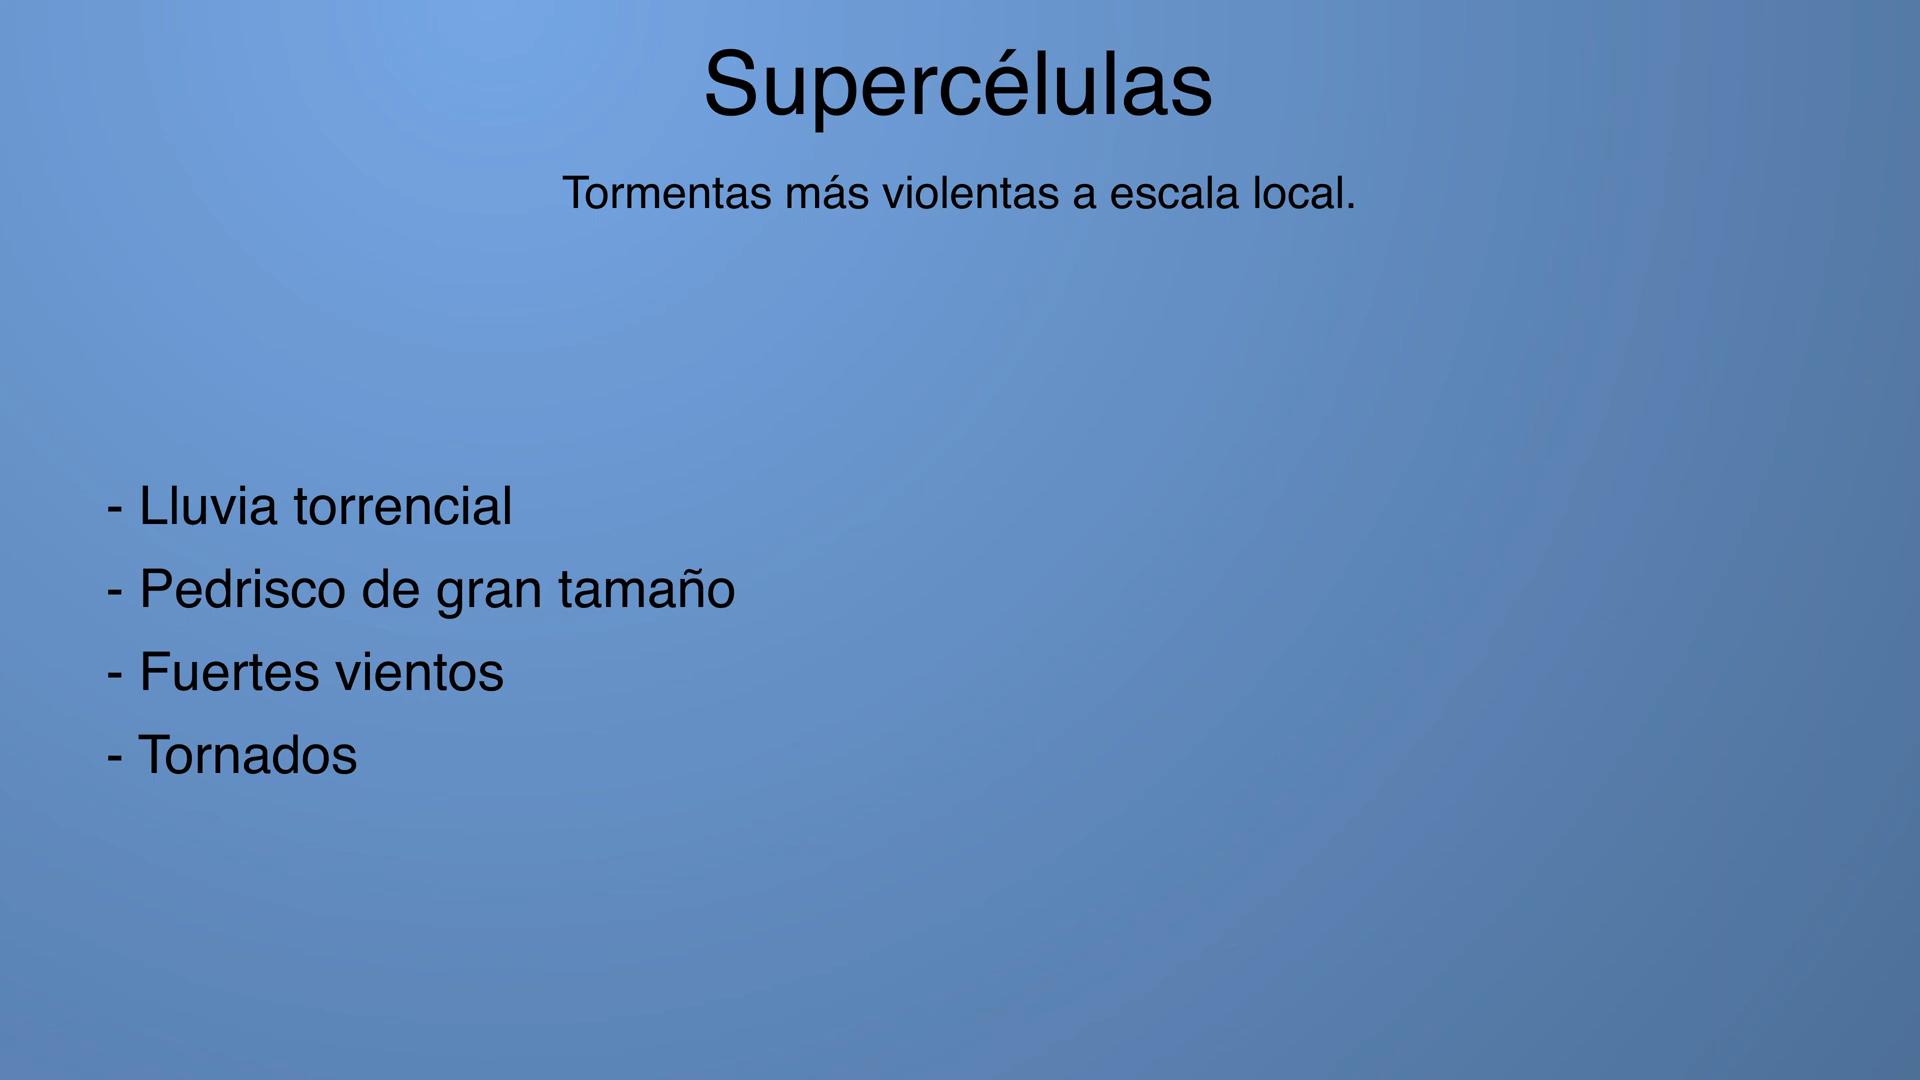 Supercélulas
Tormentas más violentas a escala local.
- Lluvia torrencial
- Pedrisco de gran tamaño
- Fuertes vientos
- Tornados